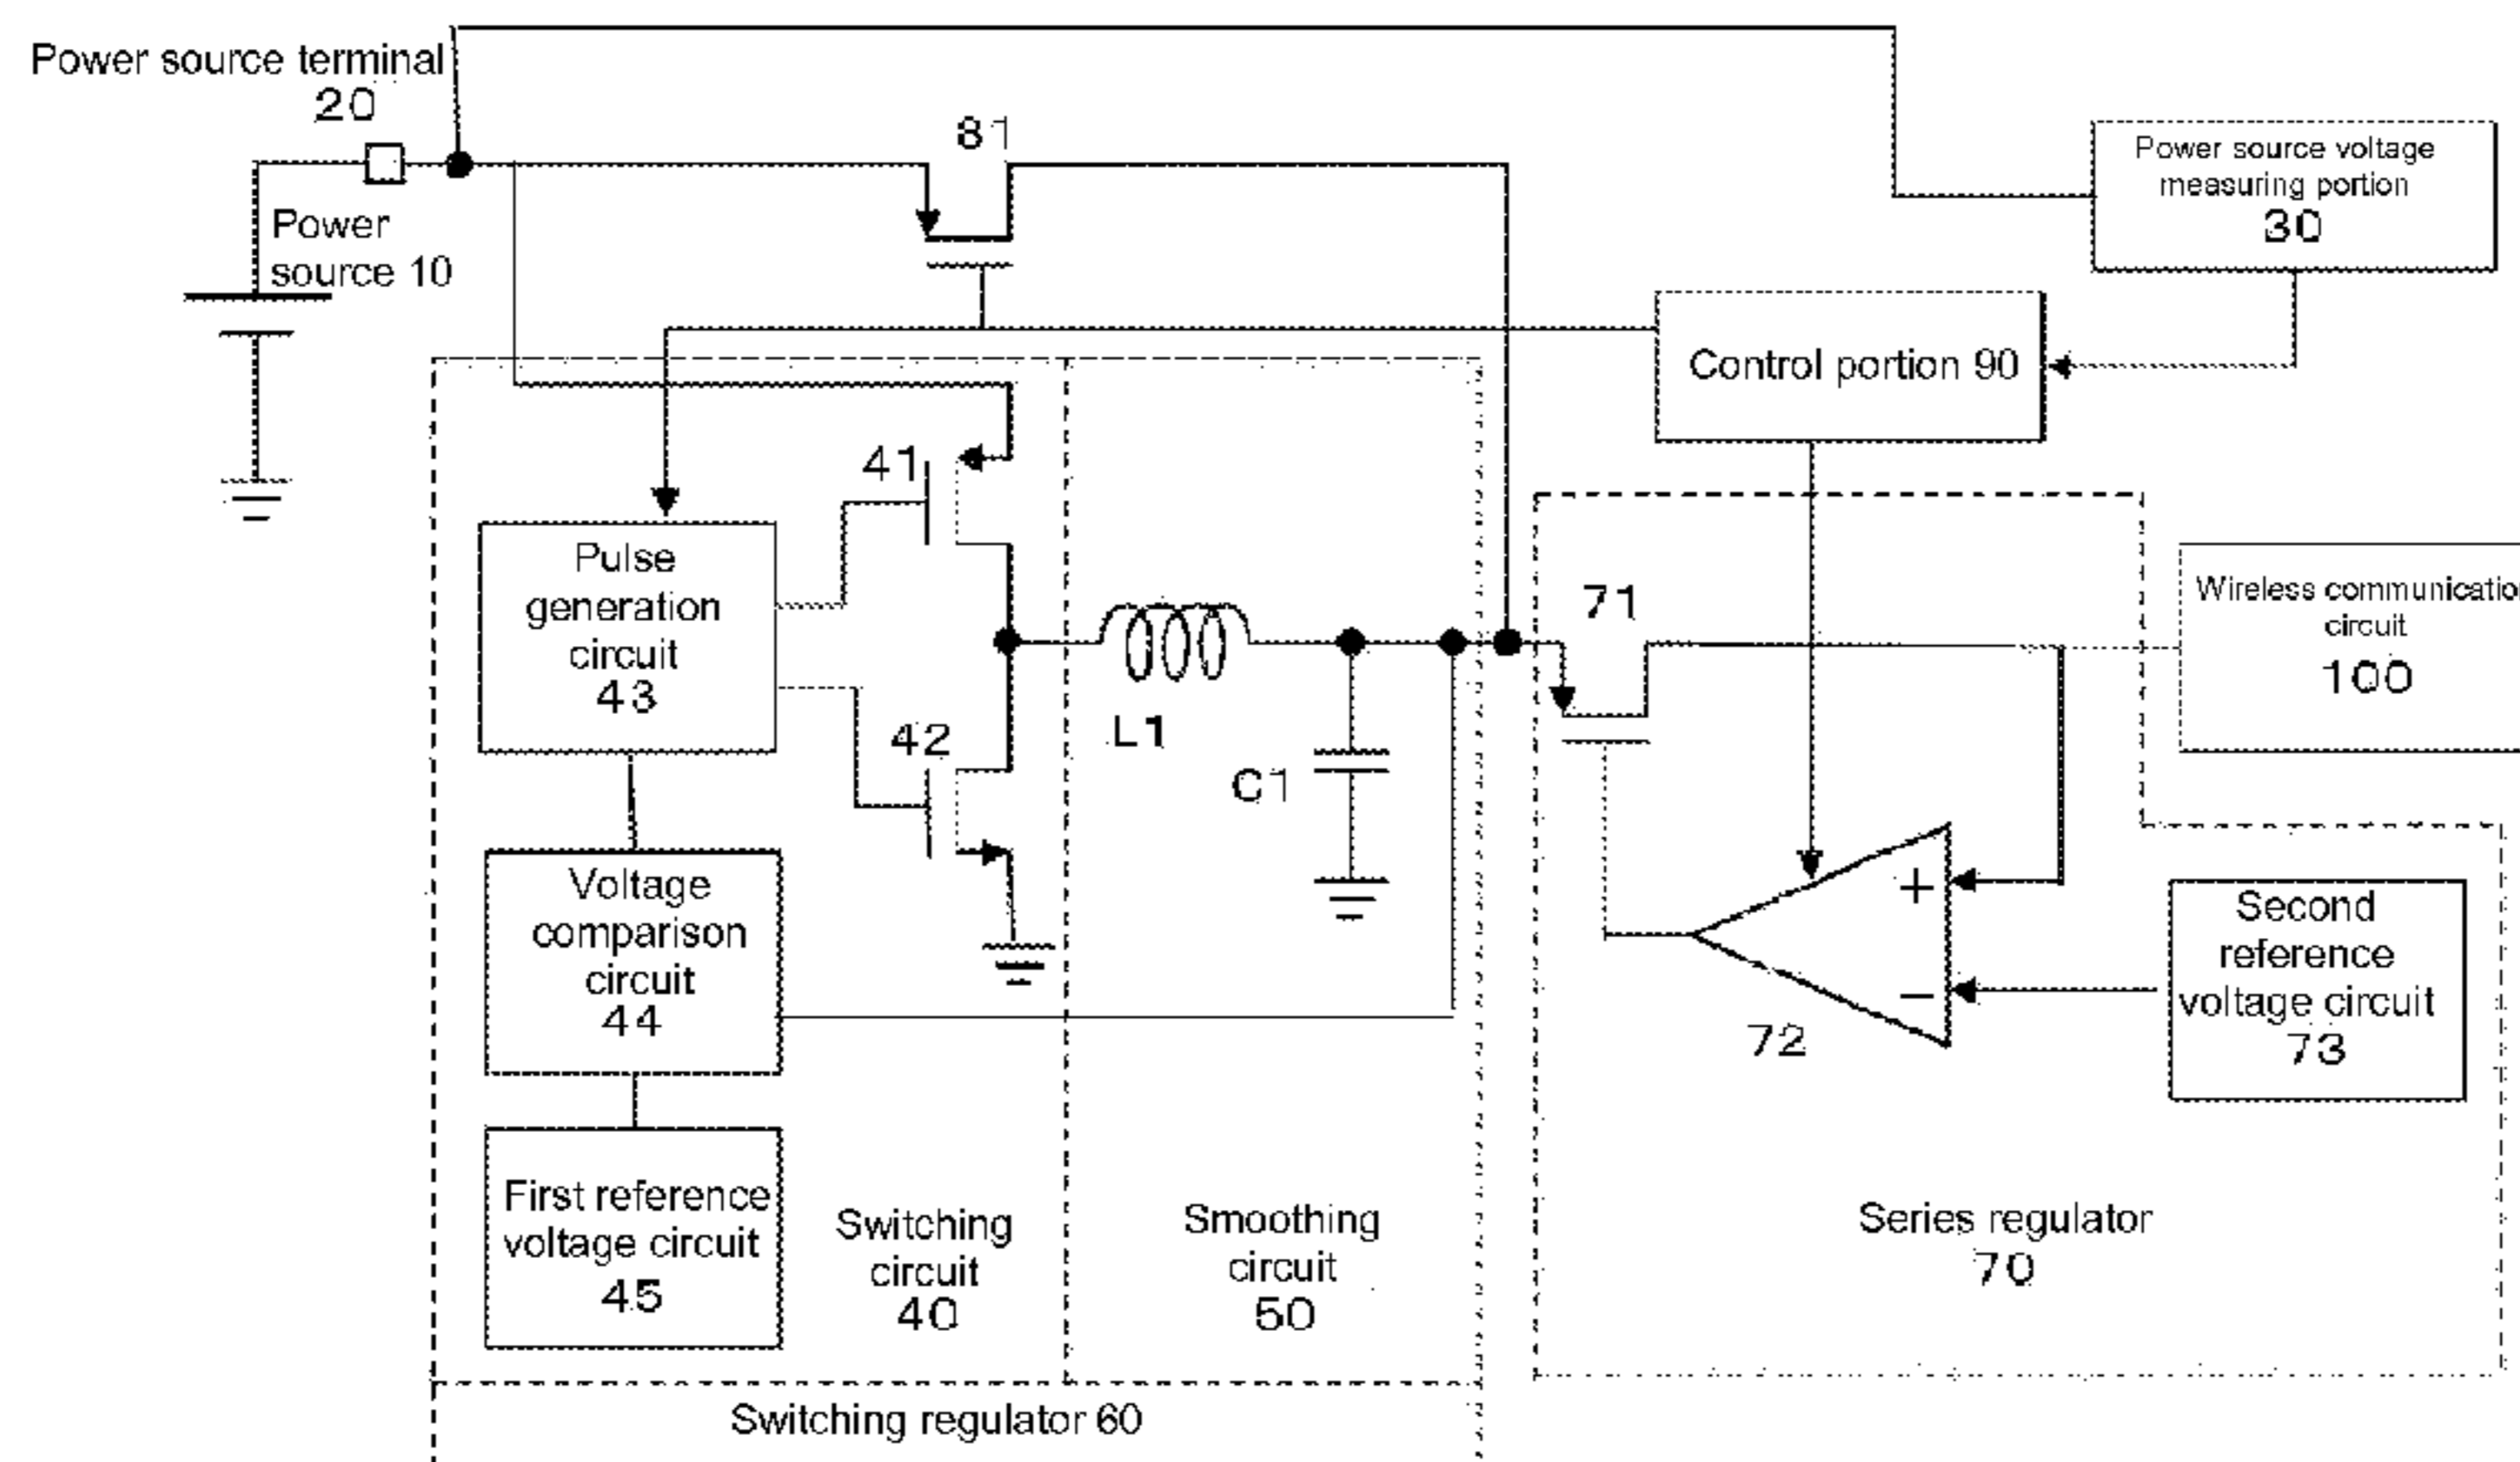 Power source terminal
20
81
Power source voltage
measuring portion
30
Power
source 10
Control portion 90
41
Pulse
generation
circuit
43
71
Wireless communicatio
circuit
100
42
L1
C1
Voltage
comparison
circuit
44
+
−
72
Second
reference
voltage circuit
73
First reference
voltage circuit
45
Switching
circuit
40
Smoothing
circuit
50
Series regulator
70
Switching regulator 60